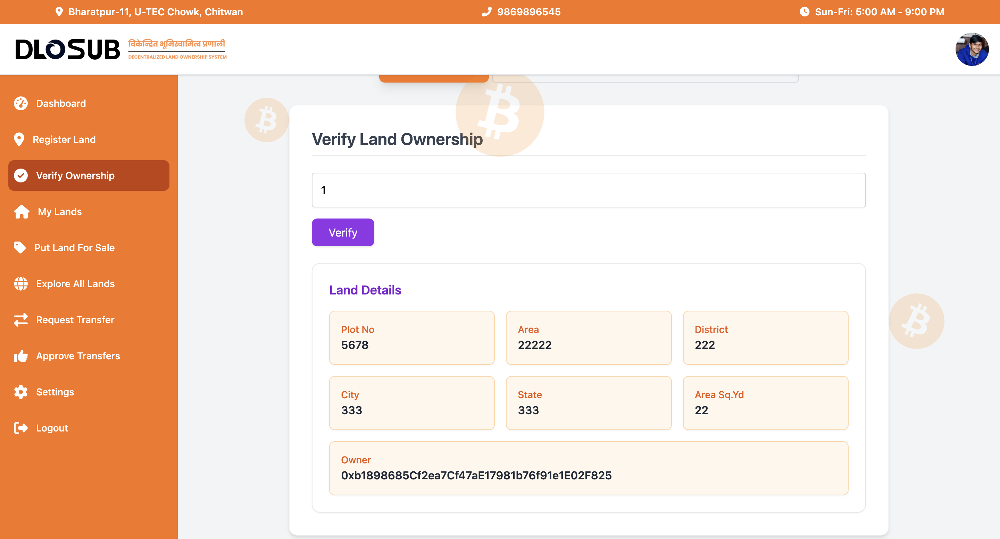 Bharatpur-11, U-TEC Chowk, Chitwan
9869896545
Sun-Fri: 5:00 AM - 9:00 PM
DLOSUB
विकेन्द्रित भूमिस्वामित्व प्रणाली
DECENTRALIZED LAND OWNERSHIP SYSTEM
Dashboard
Register Land
Verify Ownership
My Lands
Put Land For Sale
Explore All Lands
Request Transfer
Approve Transfers
Settings
Logout
Verify Land Ownership
1
Verify
Land Details
Plot No
5678
Area
22222
District
222
City
333
State
333
Area Sq.Yd
22
Owner
0xb1898685Cf2ea7Cf47aE17981b76f91e1E02F825